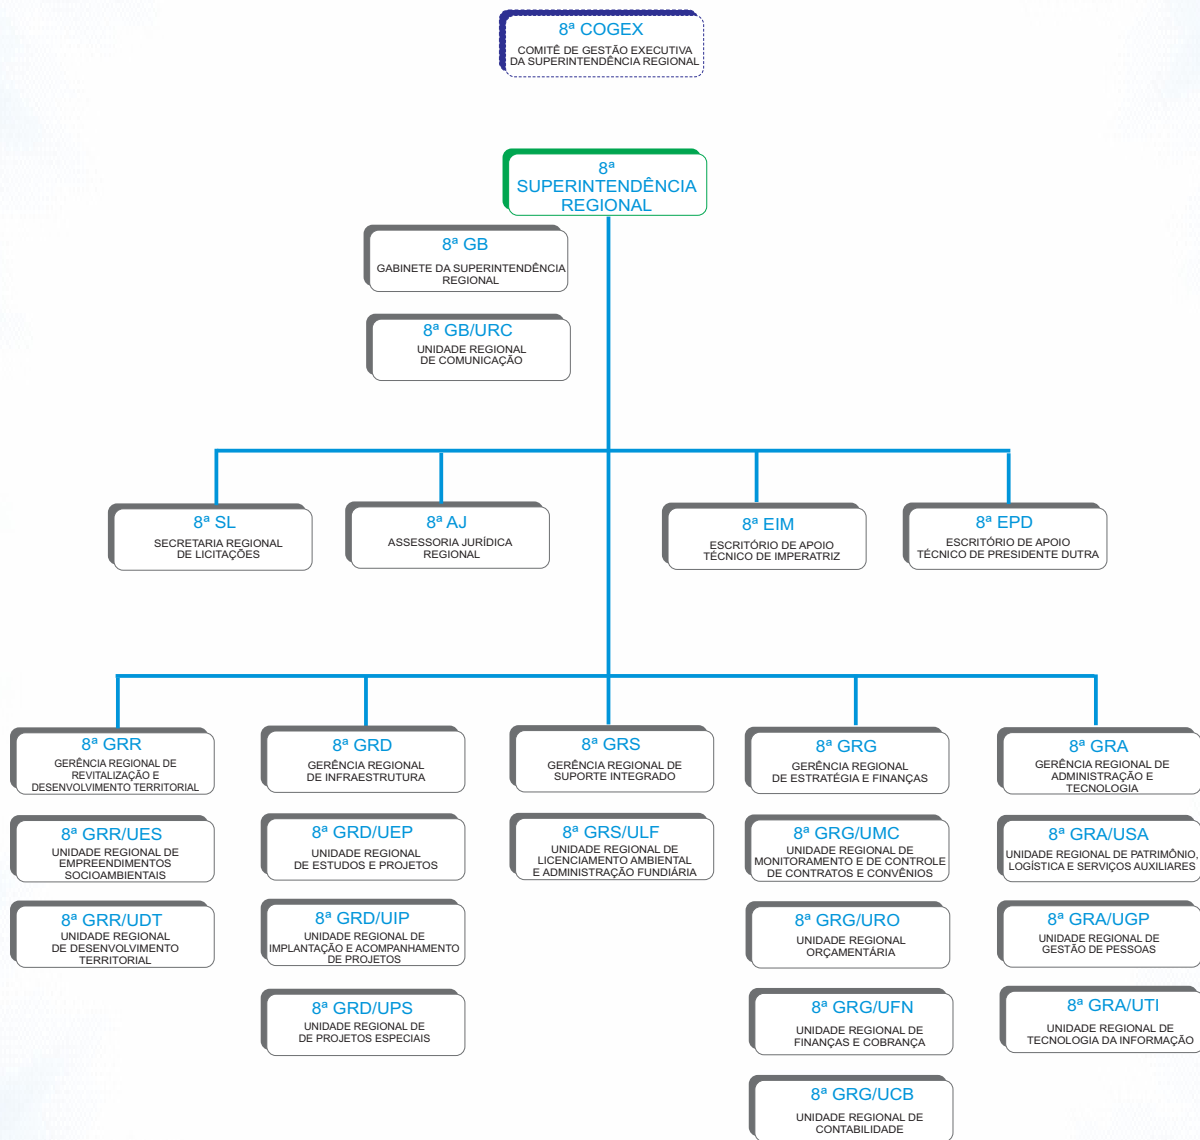 8ª COGEX
COMITÊ DE GESTÃO EXECUTIVA
DA SUPERINTENDÊNCIA REGIONAL
8ª
SUPERINTENDÊNCIA
REGIONAL
8ª GB
GABINETE DA SUPERINTENDÊNCIA
REGIONAL
8ª GB/URC
UNIDADE REGIONAL
DE COMUNICAÇÃO
8ª SL
SECRETARIA REGIONAL
DE LICITAÇÕES
8ª AJ
ASSESSORIA JURÍDICA
REGIONAL
8ª EIM
ESCRITÓRIO DE APOIO
TÉCNICO DE IMPERATRIZ
8ª EPD
ESCRITÓRIO DE APOIO
TÉCNICO DE PRESIDENTE DUTRA
8ª GRR
GERÊNCIA REGIONAL DE
REVITALIZAÇÃO E
DESENVOLVIMENTO TERRITORIAL
8ª GRR/UES
UNIDADE REGIONAL DE
EMPREENDIMENTOS
SOCIOAMBIENTAIS
8ª GRR/UDT
UNIDADE REGIONAL
DE DESENVOLVIMENTO
TERRITORIAL
8ª GRD
GERÊNCIA REGIONAL
DE INFRAESTRUTURA
8ª GRD/UEP
UNIDADE REGIONAL
DE ESTUDOS E PROJETOS
8ª GRD/UIP
UNIDADE REGIONAL DE
IMPLANTAÇÃO E ACOMPANHAMENTO
DE PROJETOS
8ª GRD/UPS
UNIDADE REGIONAL DE
DE PROJETOS ESPECIAIS
8ª GRS
GERÊNCIA REGIONAL DE
SUPORTE INTEGRADO
8ª GRS/ULF
UNIDADE REGIONAL DE
LICENCIAMENTO AMBIENTAL
E ADMINISTRAÇÃO FUNDIÁRIA
8ª GRG
GERÊNCIA REGIONAL
DE ESTRATÉGIA E FINANÇAS
8ª GRG/UMC
UNIDADE REGIONAL DE
MONITORAMENTO E DE CONTROLE
DE CONTRATOS E CONVÊNIOS
8ª GRG/URO
UNIDADE REGIONAL
ORÇAMENTÁRIA
8ª GRG/UFN
UNIDADE REGIONAL DE
FINANÇAS E COBRANÇA
8ª GRG/UCB
UNIDADE REGIONAL DE
CONTABILIDADE
8ª GRA
GERÊNCIA REGIONAL DE
ADMINISTRAÇÃO E
TECNOLOGIA
8ª GRA/USA
UNIDADE REGIONAL DE PATRIMÔNIO,
LOGÍSTICA E SERVIÇOS AUXILIARES
8ª GRA/UGP
UNIDADE REGIONAL DE
GESTÃO DE PESSOAS
8ª GRA/UTI
UNIDADE REGIONAL DE
TECNOLOGIA DA INFORMAÇÃO